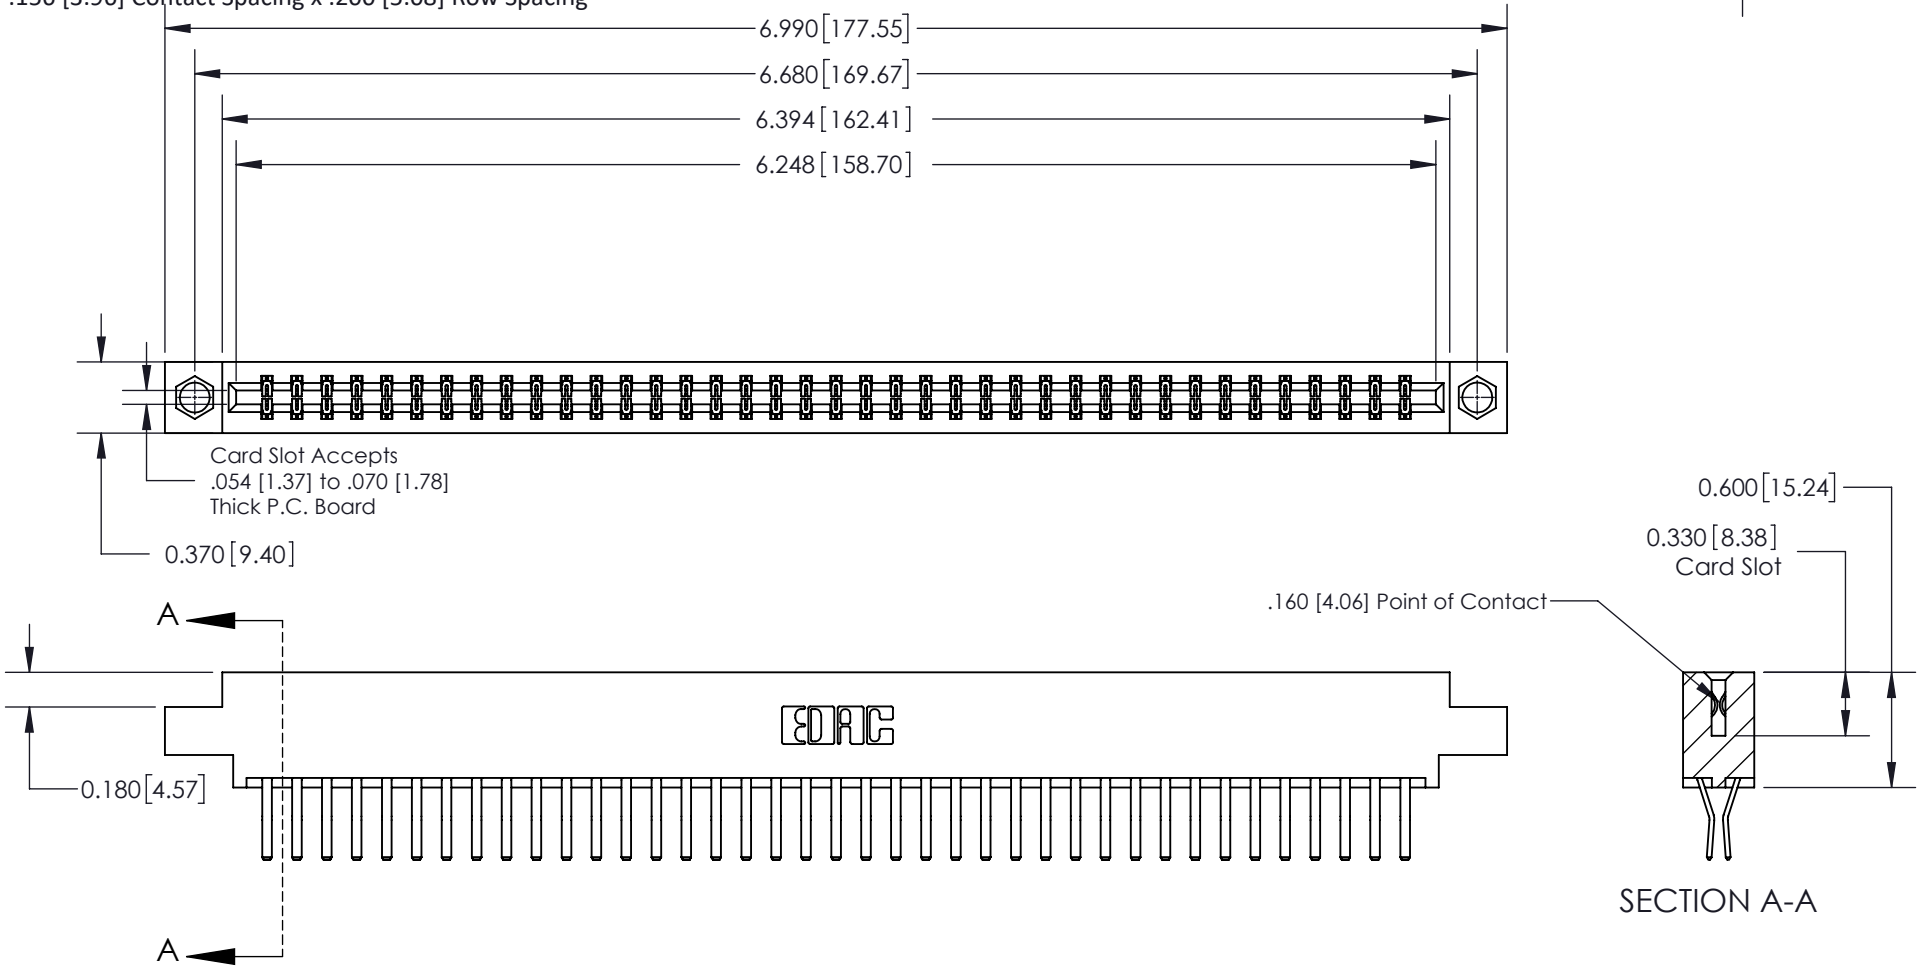 .156 [3.96] Contact Spacing x .200 [5.08] Row Spacing
6.990[177.55]
6.680[169.67]
6.394[162.41]
6.248[158.70]
Card Slot Accepts
.054 [1.37] to .070 [1.78]
Thick P.C. Board
0.370[9.40]
0.600[15.24]
0.330[8.38]
Card Slot
.160 [4.06] Point of Contact
A
EDAC
0.180[4.57]
SECTION A-A
A